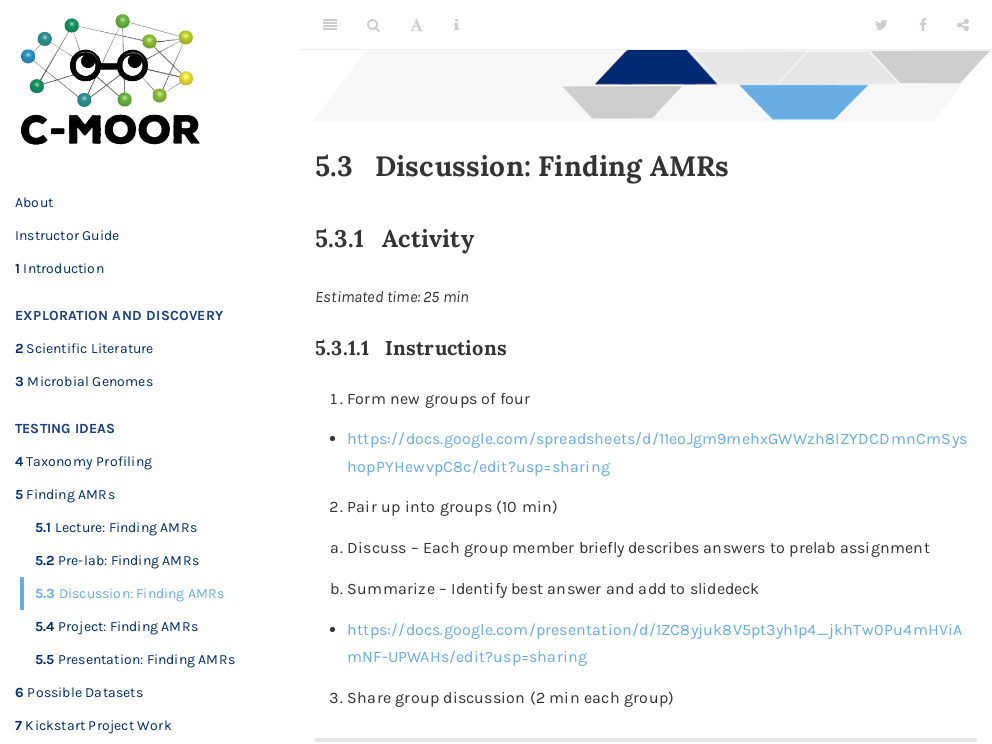 C-MOOR
About
Instructor Guide
1 Introduction
EXPLORATION AND DISCOVERY
2 Scientific Literature
3 Microbial Genomes
TESTING IDEAS
4 Taxonomy Profiling
5 Finding AMRs
5.1 Lecture: Finding AMRs
5.2 Pre-lab: Finding AMRs
5.3 Discussion: Finding AMRs
5.4 Project: Finding AMRs
5.5 Presentation: Finding AMRs
6 Possible Datasets
7 Kickstart Project Work
5.3 Discussion: Finding AMRs
5.3.1 Activity
Estimated time: 25 min
5.3.1.1 Instructions
1. Form new groups of four
• https://docs.google.com/spreadsheets/d/11eoJgm9mehxGWWzh8IZYDCDmnCmSys
hopPYHewvpC8c/edit?usp=sharing
2. Pair up into groups (10 min)
a. Discuss – Each group member briefly describes answers to prelab assignment
b. Summarize – Identify best answer and add to slidedeck
• https://docs.google.com/presentation/d/1ZC8yjuk8V5pt3yh1p4_jkhTw0Pu4mHViA
mNF-UPWAHs/edit?usp=sharing
3. Share group discussion (2 min each group)